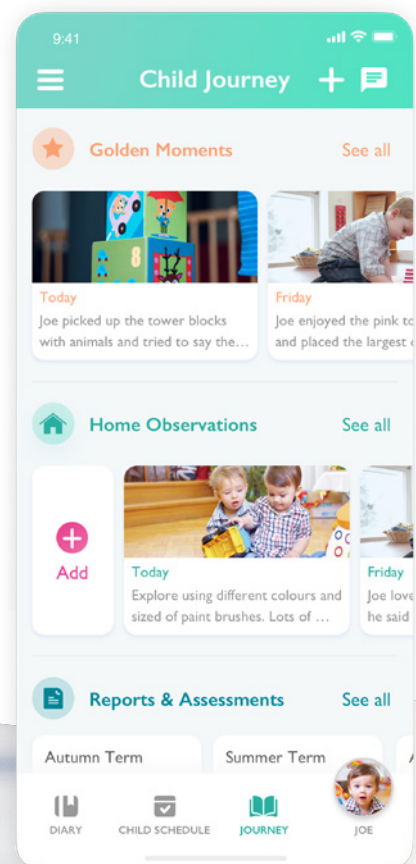 9:41
Child Journey
Golden Moments See all
8
Today
Joe picked up the tower blocks
with animals and tried to say the...
Friday
Joe enjoyed the pink
and placed the largest
Home Observations See all
Add
Today
Explore using different colours and
sized of paint brushes. Lots of ...
Friday
Joe
he said
Reports & Assessments See all
Autumn Term
Summer Term
DIARY
CHILD SCHEDULE
JOURNEY
JOE